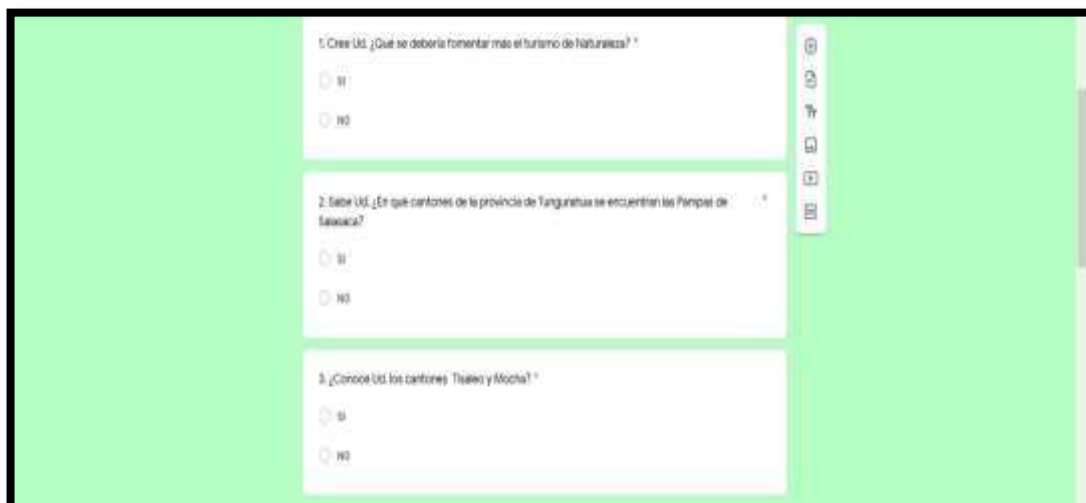 1. Cree Ud. ¿Qué se debería fomentar más el turismo de Naturaleza? *
SI
NO
2. Sabe Ud. ¿En qué cantones de la provincia de Tungurahua se encuentran las Pampas de *
Salasaca?
SI
NO
3. ¿Conoce Ud. los cantones Tisaleo y Mocha? *
SI
NO
Tr